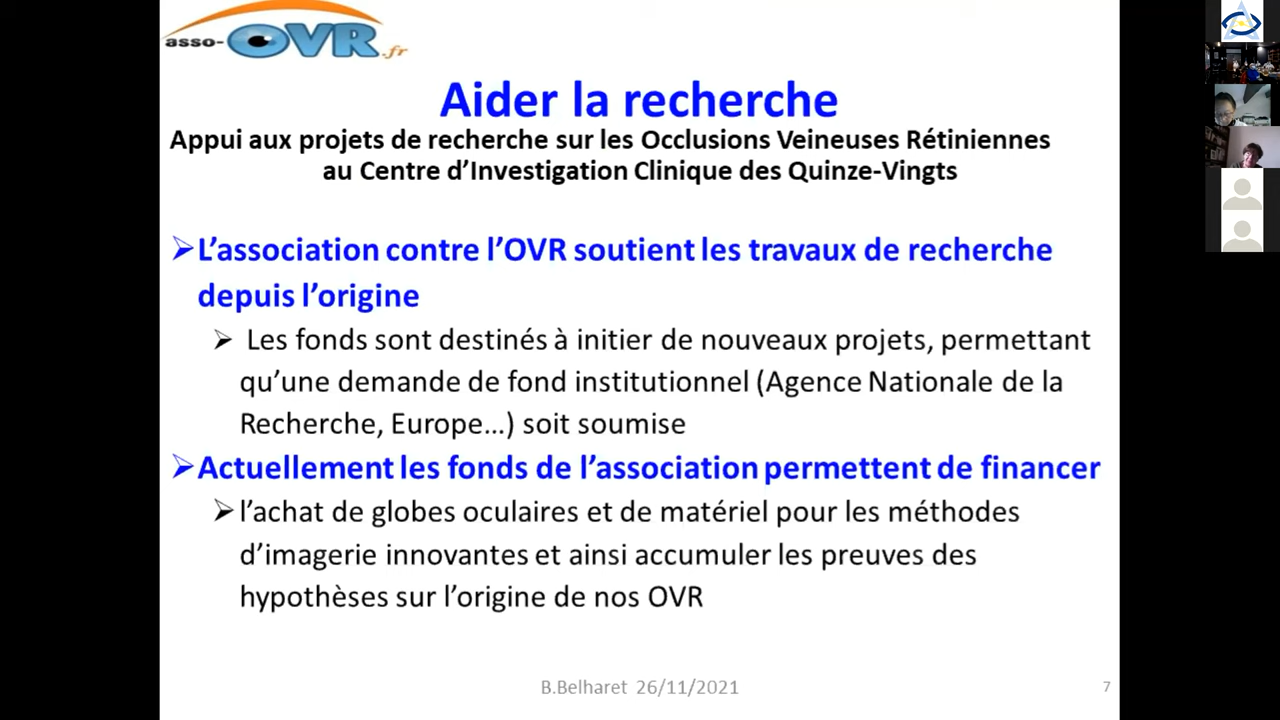 asso-OVR.fr
Aider la recherche
Appui aux projets de recherche sur les Occlusions Veineuses Rétiniennes
au Centre d’Investigation Clinique des Quinze-Vingts
L’association contre l’OVR soutient les travaux de recherche
depuis l’origine
Les fonds sont destinés à initier de nouveaux projets, permettant
qu’une demande de fond institutionnel (Agence Nationale de la
Recherche, Europe…) soit soumise
Actuellement les fonds de l’association permettent de financer
l’achat de globes oculaires et de matériel pour les méthodes
d’imagerie innovantes et ainsi accumuler les preuves des
hypothèses sur l’origine de nos OVR
B.Belharet 26/11/2021
7